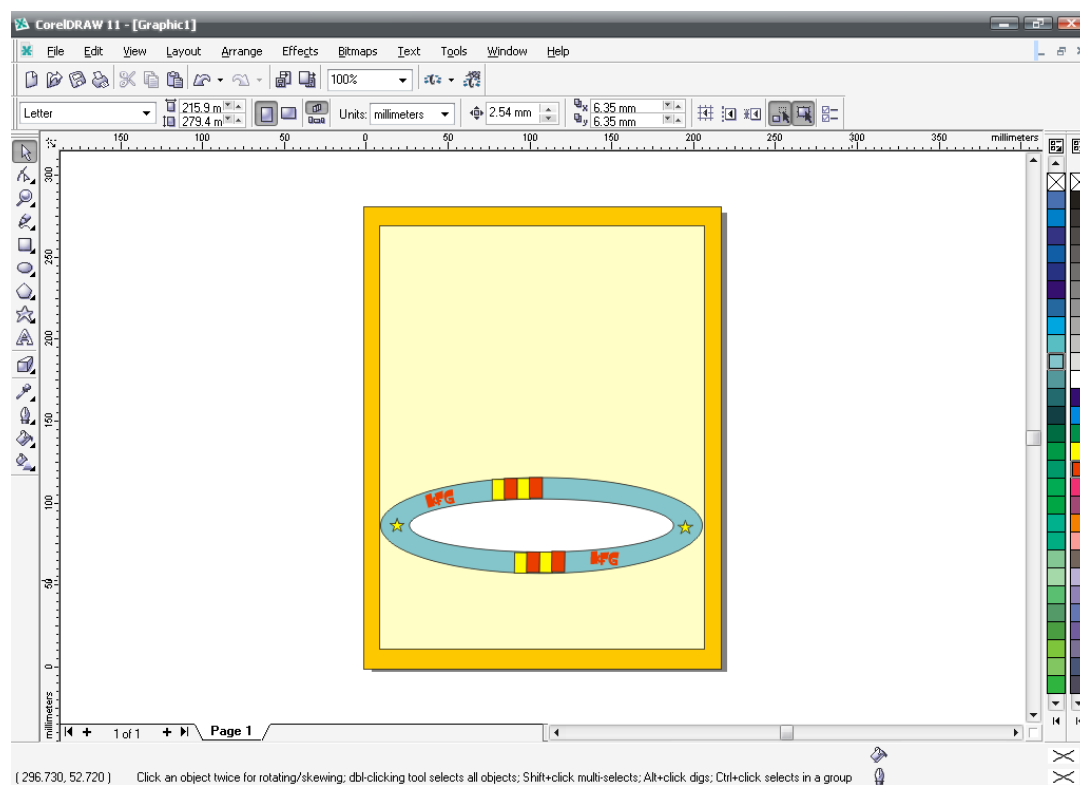 CorelDRAW 11 - [Graphic1]
File Edit View Layout Arrange Effects Bitmaps Text Tools Window Help
100%
Letter 215.9 m 279.4 m Units: millimeters 2.54 mm x 6.35 mm y 6.35 mm
150 100 50 0 50 100 150 200 250 300 350 millimeters
300
250
200
150
100
50
0
millimeters
1 of 1 Page 1
( 296.730, 52.720 ) Click an object twice for rotating/skewing; dbl-clicking tool selects all objects; Shift+click multi-selects; Alt+click digs; Ctrl+click selects in a group